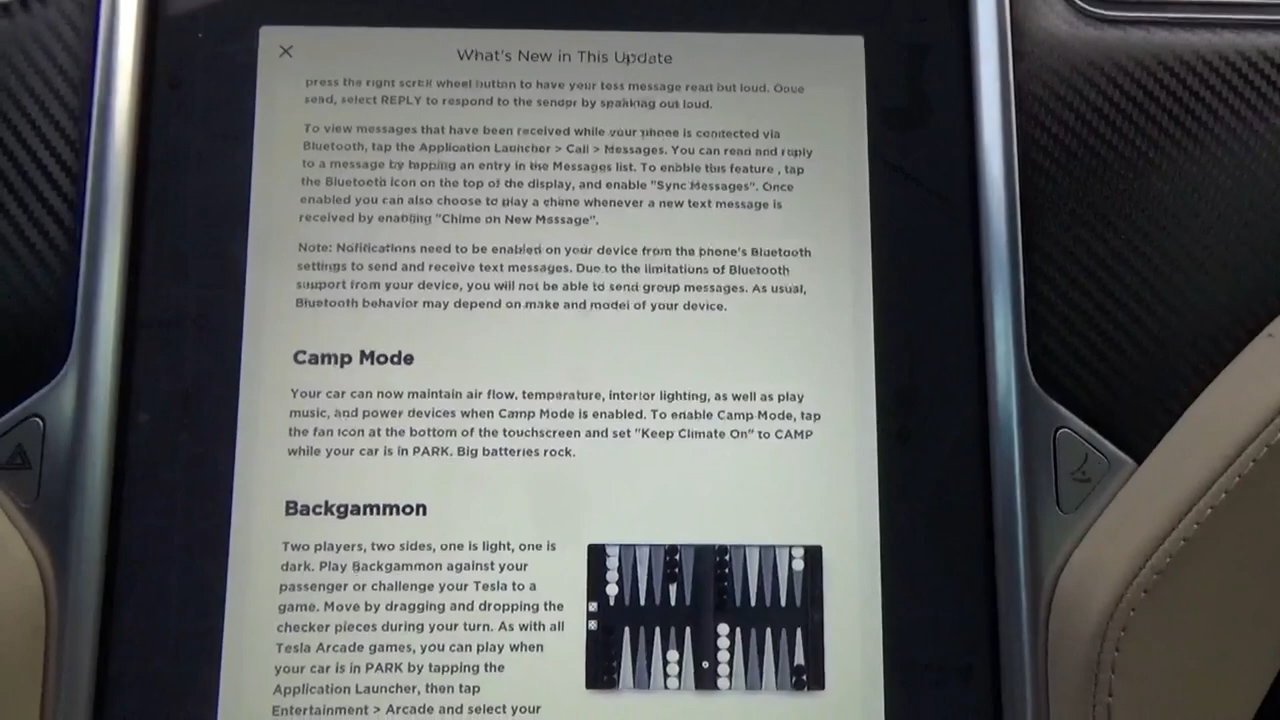 What's New in This Update
press the right scroll wheel button to have your message read out loud. Once
send, select REPLY to respond to the sender by speaking out loud.
To view messages that have been received while your phone is connected via
Bluetooth, tap the Application Launcher > Call > Messages. You can read and reply
to a message by tapping an entry in the Messages list. To enable this feature , tap
the Bluetooth icon on the top of the display, and enable "Sync Messages". Once
enabled you can also choose to play a chime whenever a new text message is
received by enabling "Chime on New Message".
Note: Notifications need to be enabled on your device from the phone's Bluetooth
settings to send and receive text messages. Due to the limitations of Bluetooth
support from your device, you will not be able to send group messages. As usual,
Bluetooth behavior may depend on make and model of your device.
Camp Mode
Your car can now maintain air flow, temperature, interior lighting, as well as play
music, and power devices when Camp Mode is enabled. To enable Camp Mode, tap
the fan icon at the bottom of the touchscreen and set "Keep Climate On" to CAMP
while your car is in PARK. Big batteries rock.
Backgammon
Two players, two sides, one is light, one is
dark. Play Backgammon against your
passenger or challenge your Tesla to a
game. Move by dragging and dropping the
checker pieces during your turn. As with all
Tesla Arcade games, you can play when
your car is in PARK by tapping the
Application Launcher, then tap
Entertainment > Arcade and select your